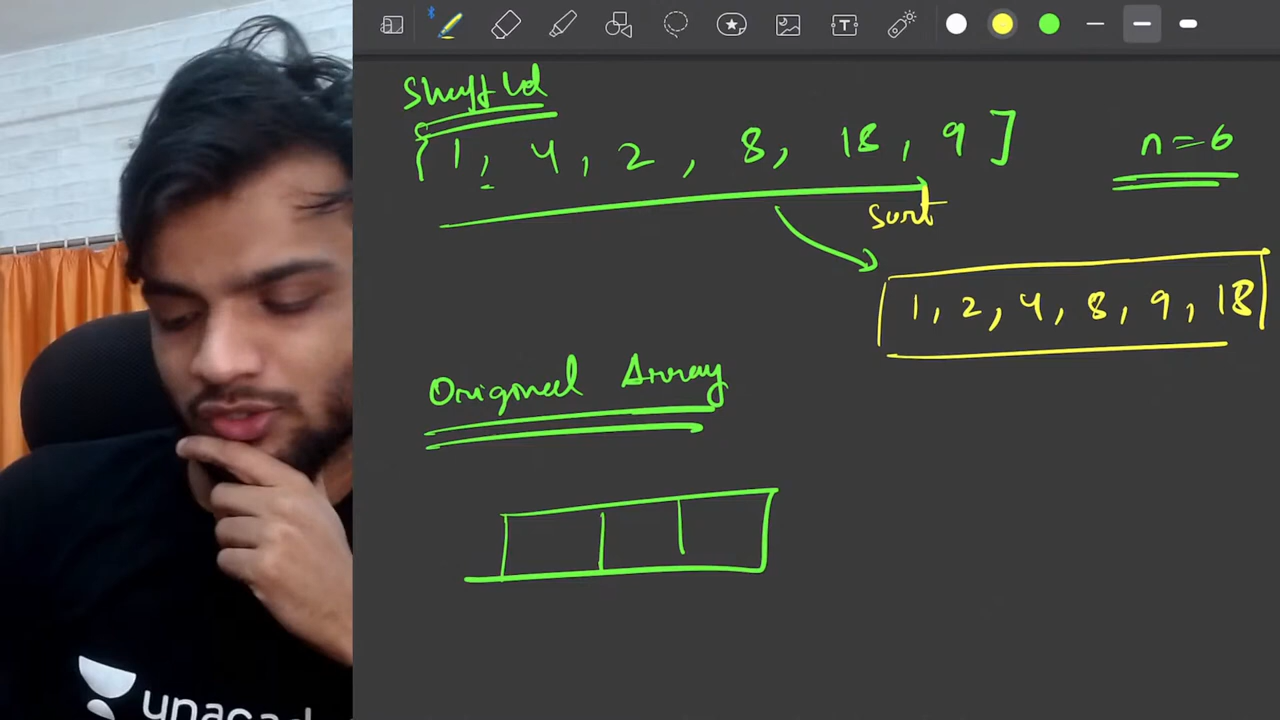 Shuffled
[1, 4, 2, 8, 18, 9]
n=6
sort
1, 2, 4, 8, 9, 18
Original Array
unacad
T